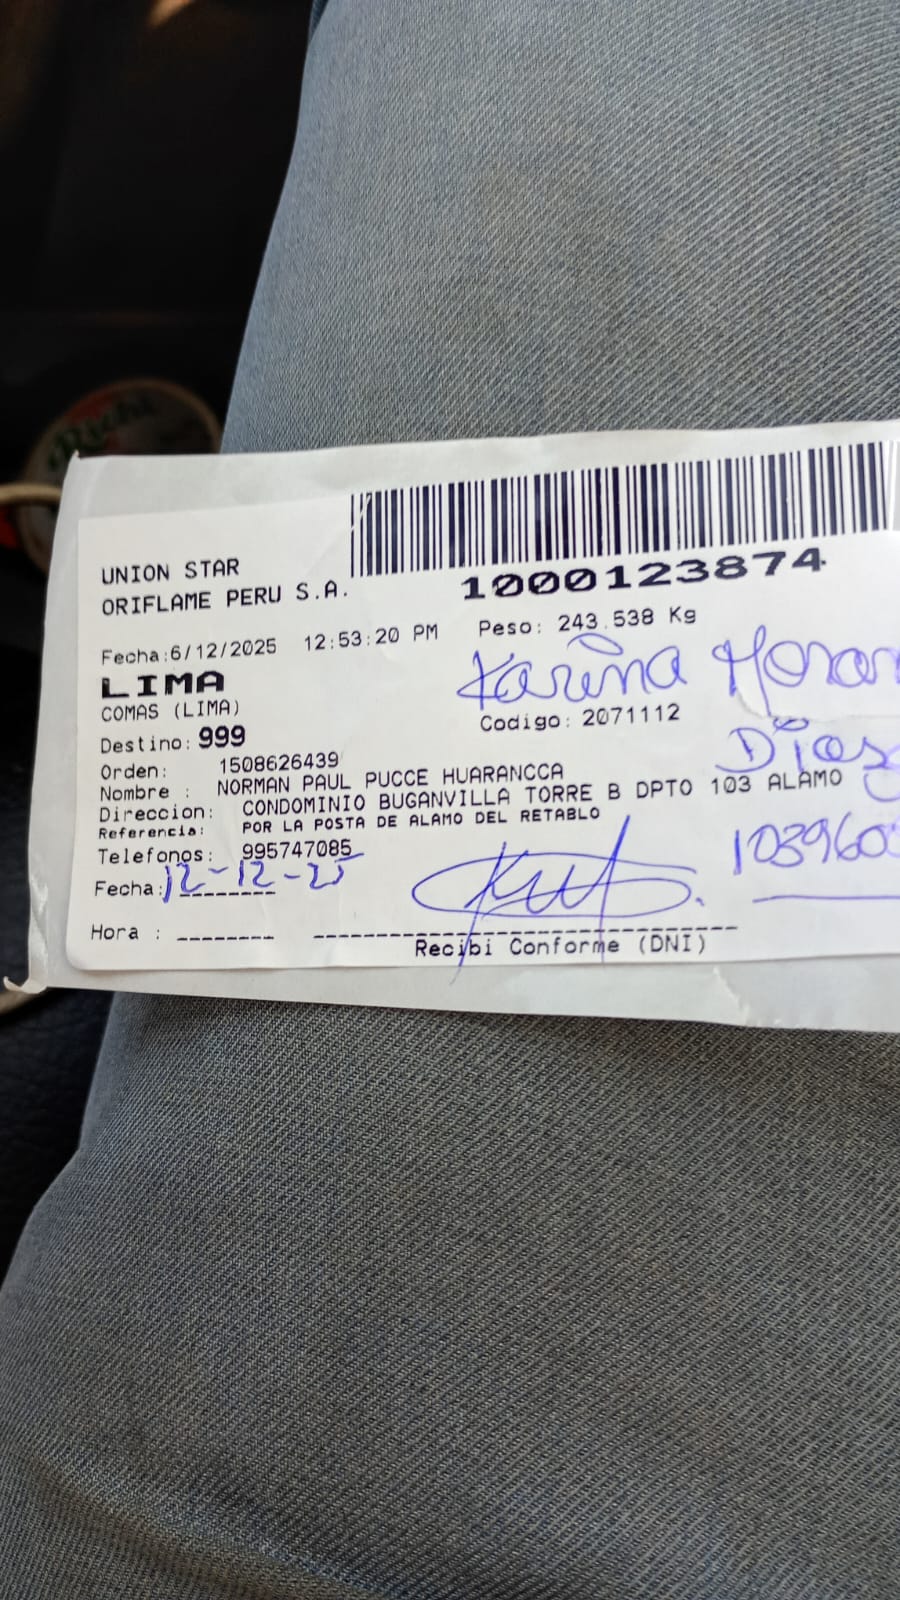 UNION STAR
ORIFLAME PERU S.A.
1000123874
Fecha:6/12/2025 12:53:20 PM Peso: 243.538 Kg
LIMA
Karina
COMAS (LIMA) Codigo: 2071112
Diaz
Destino: 999
Orden: 1508626439
Nombre : NORMAN PAUL PUCCE HUARANCCA
Direccion: CONDOMINIO BUGANVILLA TORRE B DPTO 103 ALAMO
Referencia: POR LA POSTA DE ALAMO DEL RETABLO
Telefonos: 995747085
Fecha: 12-12-25
Hora :
Recibi Conforme (DNI)